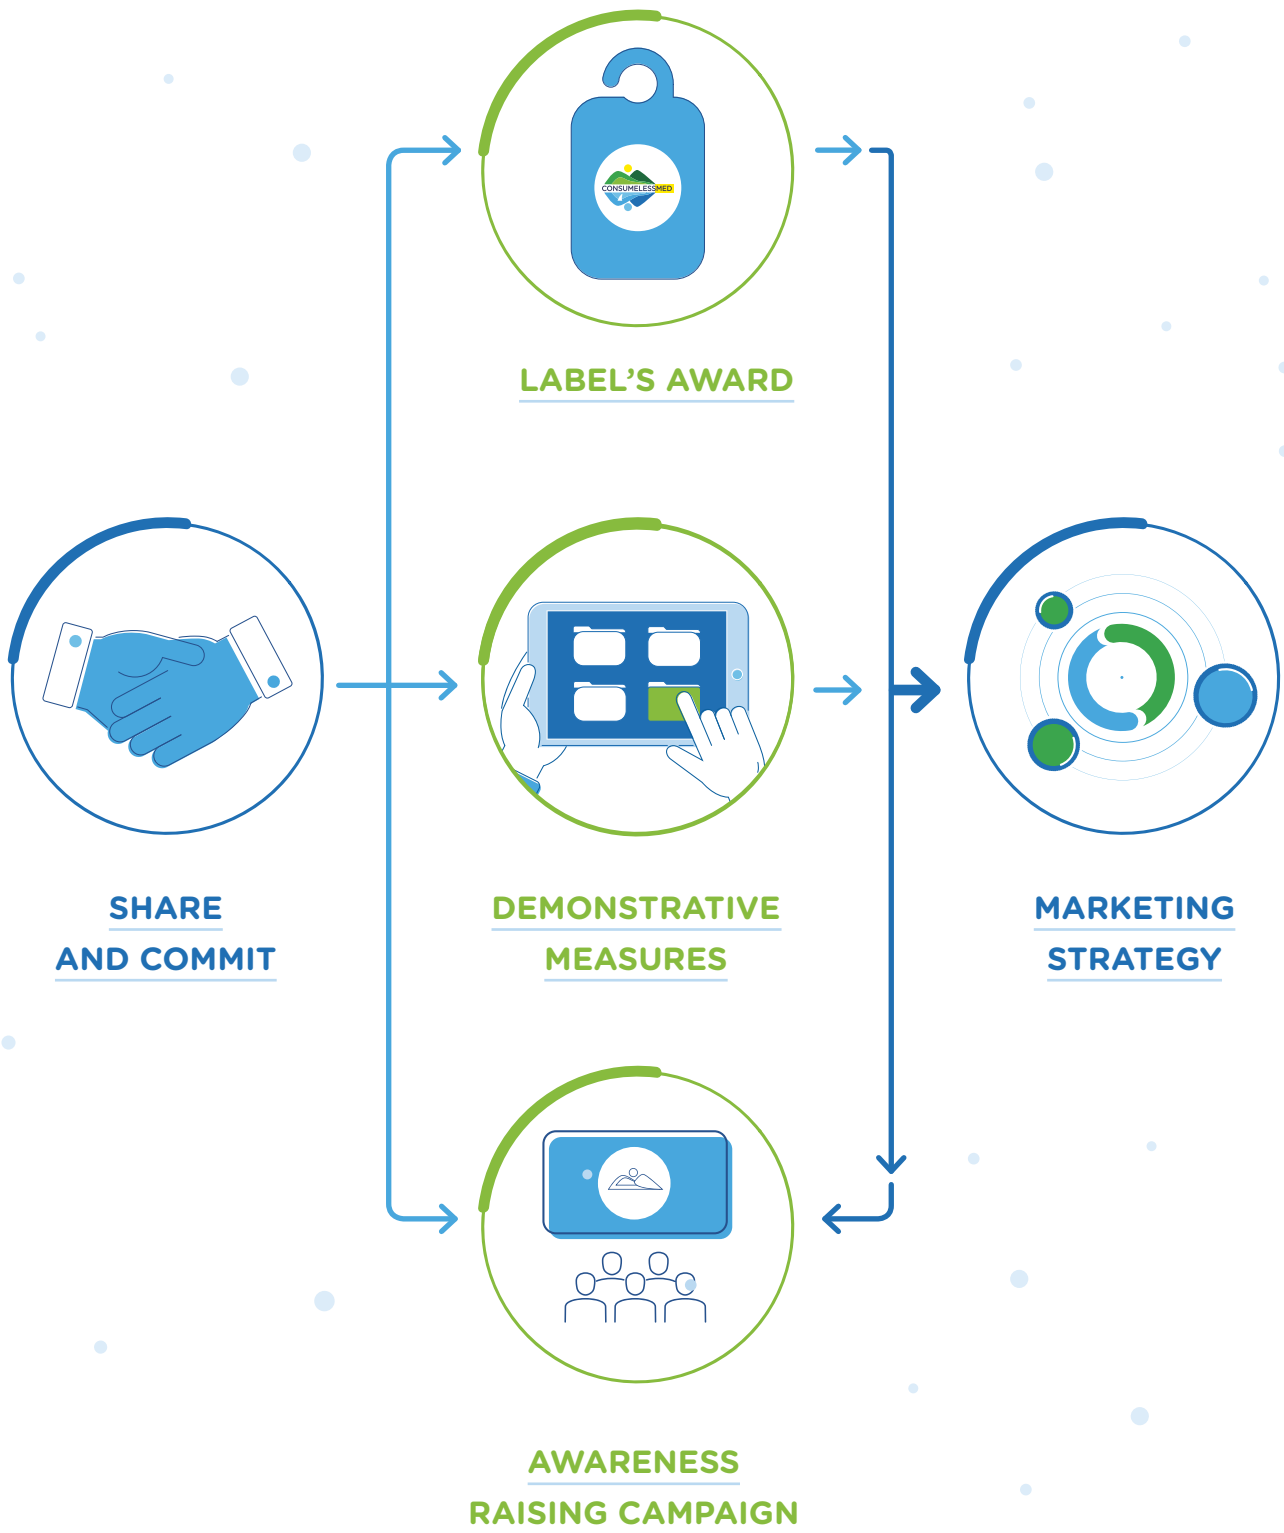 CONSUMELESSMED
LABEL’S AWARD
SHARE
AND COMMIT
DEMONSTRATIVE
MEASURES
MARKETING
STRATEGY
AWARENESS
RAISING CAMPAIGN